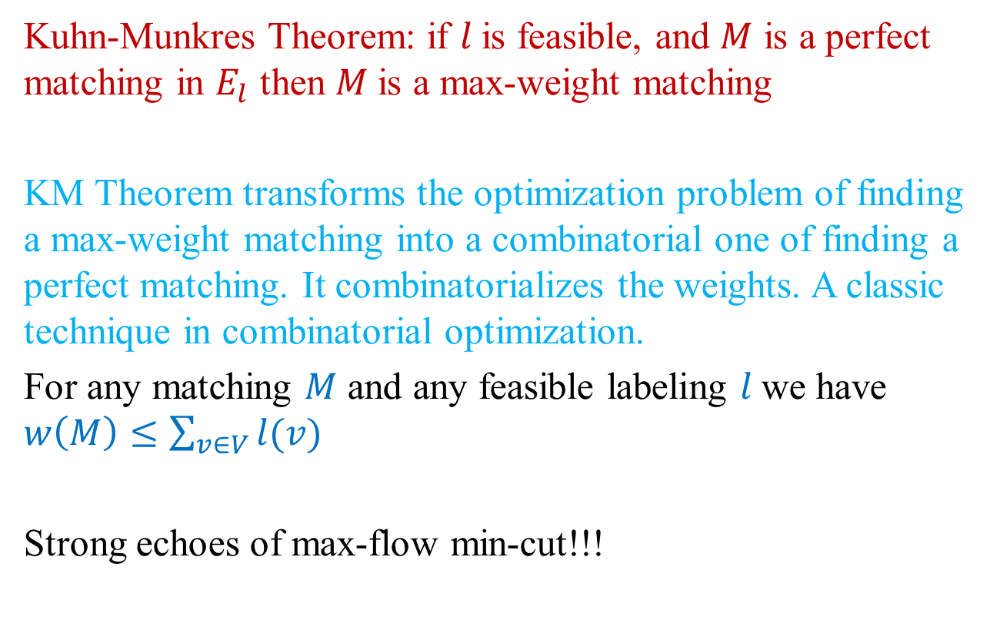 Kuhn-Munkres Theorem: if l is feasible, and M is a perfect
matching in E_l then M is a max-weight matching
KM Theorem transforms the optimization problem of finding
a max-weight matching into a combinatorial one of finding a
perfect matching. It combinatorializes the weights. A classic
technique in combinatorial optimization.
For any matching M and any feasible labeling l we have
w(M) ≤ ∑_{v∈V} l(v)
Strong echoes of max-flow min-cut!!!